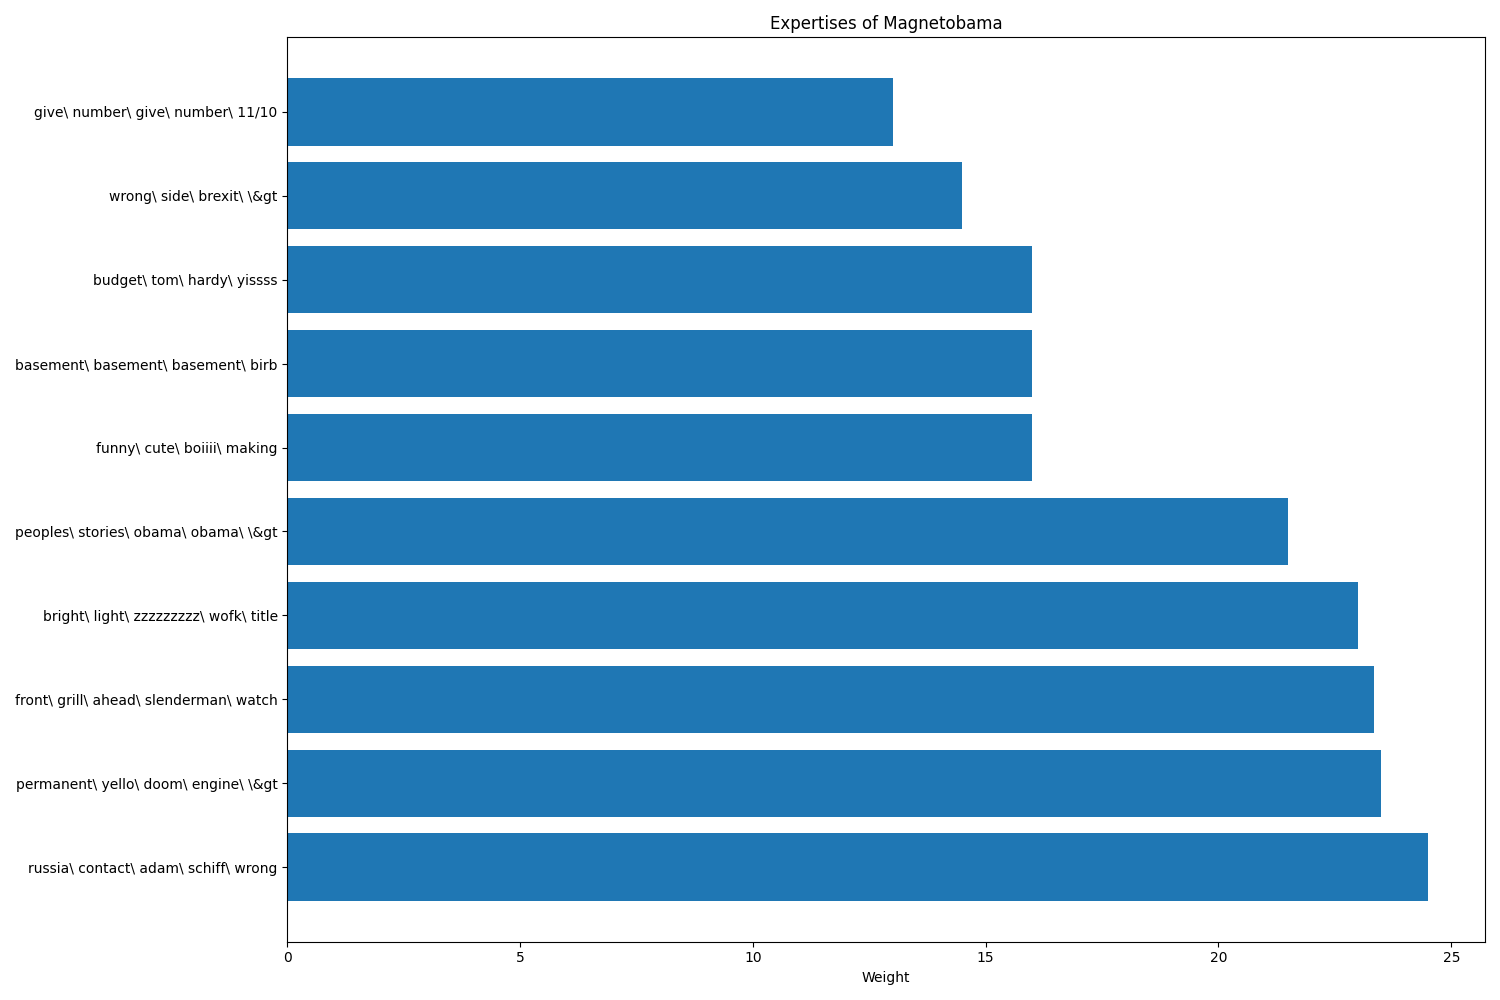 Expertises of Magnetobama
give\ number\ give\ number\ 11/10
wrong\ side\ brexit\ \&gt
budget\ tom\ hardy\ yissss
basement\ basement\ basement\ birb
funny\ cute\ boiiii\ making
peoples\ stories\ obama\ obama\ \&gt
bright\ light\ zzzzzzzzz\ wofk\ title
front\ grill\ ahead\ slenderman\ watch
permanent\ yello\ doom\ engine\ \&gt
russia\ contact\ adam\ schiff\ wrong
0 5 10 15 20 25
Weight